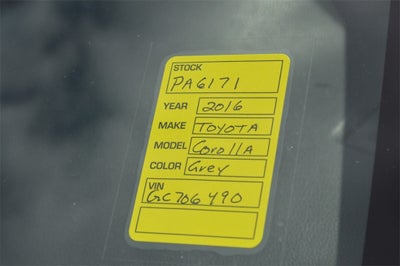 STOCK
PA6171
YEAR 2016
MAKE TOYOTA
MODEL Corolla
COLOR Grey
VIN
GC706490